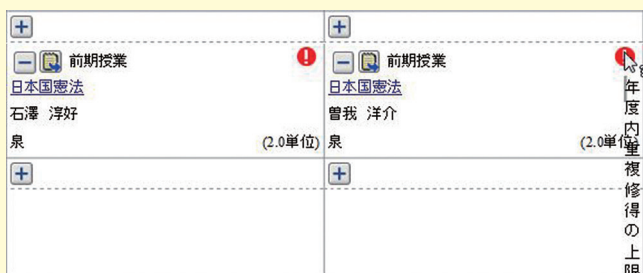 前期授業
日本国憲法
石澤 淳好
泉 (2.0単位)
前期授業
日本国憲法
曽我 洋介
泉 (2.0単位)
年度内重複修得の上限